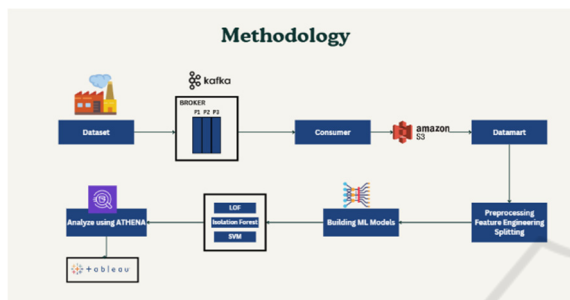 Methodology
kafka
BROKER
P1 P2 P3
Dataset
Consumer
amazon
S3
Datamart
Analyze using ATHENA
LOF
Isolation Forest
SVM
Building ML Models
Preprocessing
Feature Engineering
Splitting
+ a b l e a u